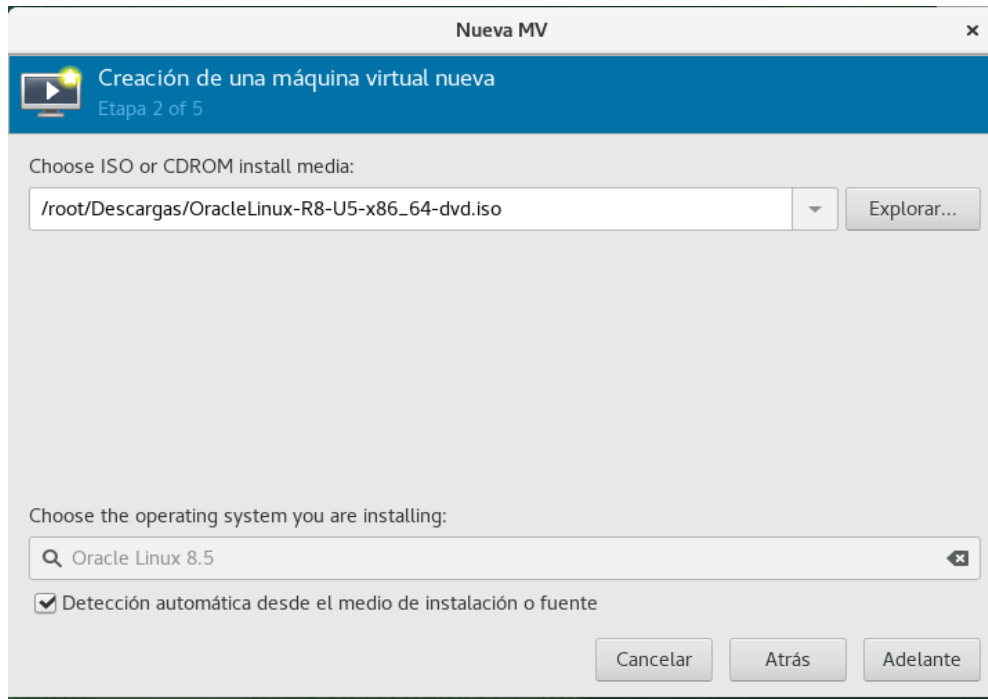 Nueva MV
Creación de una máquina virtual nueva
Etapa 2 of 5
Choose ISO or CDROM install media:
/root/Descargas/OracleLinux-R8-U5-x86_64-dvd.iso
Explorar...
Choose the operating system you are installing:
Oracle Linux 8.5
Detección automática desde el medio de instalación o fuente
Cancelar
Atrás
Adelante